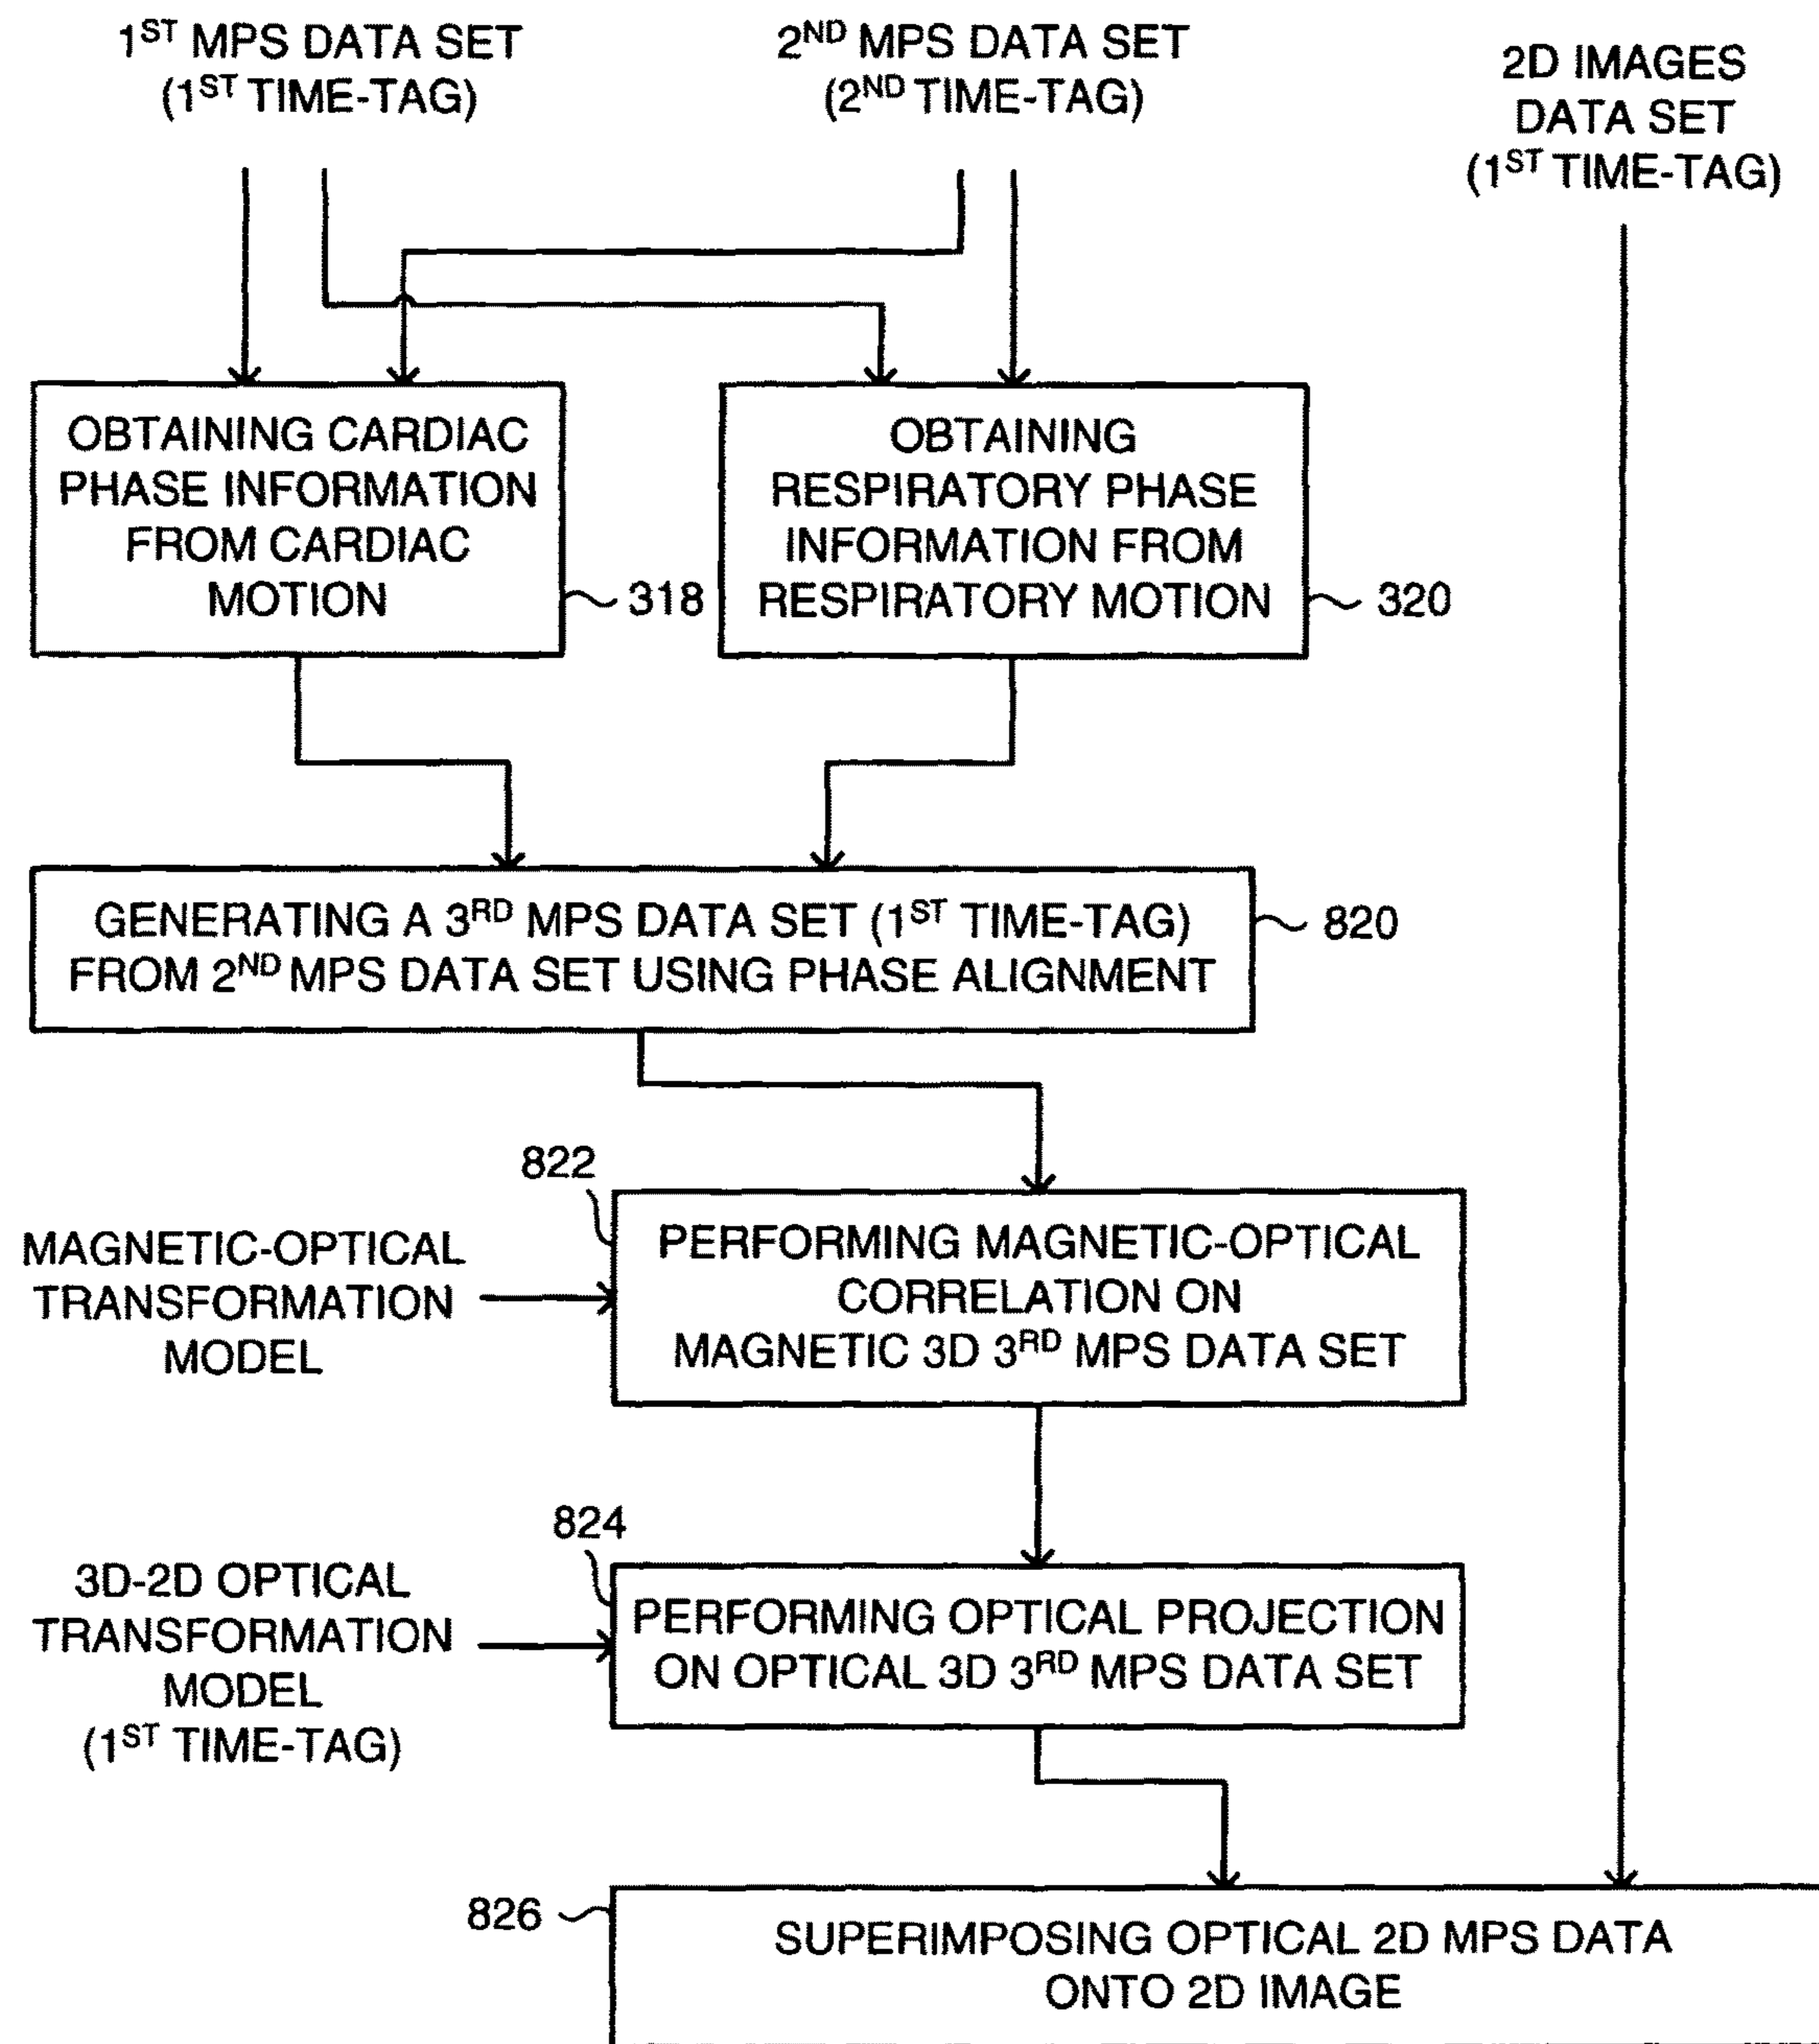 1ST MPS DATA SET
(1ST TIME-TAG)
2ND MPS DATA SET
(2ND TIME-TAG)
2D IMAGES
DATA SET
(1ST TIME-TAG)
OBTAINING CARDIAC
PHASE INFORMATION
FROM CARDIAC
MOTION
318
OBTAINING
RESPIRATORY PHASE
INFORMATION FROM
RESPIRATORY MOTION
320
GENERATING A 3RD MPS DATA SET (1ST TIME-TAG)
FROM 2ND MPS DATA SET USING PHASE ALIGNMENT
820
822
MAGNETIC-OPTICAL
TRANSFORMATION
MODEL
PERFORMING MAGNETIC-OPTICAL
CORRELATION ON
MAGNETIC 3D 3RD MPS DATA SET
824
3D-2D OPTICAL
TRANSFORMATION
MODEL
(1ST TIME-TAG)
PERFORMING OPTICAL PROJECTION
ON OPTICAL 3D 3RD MPS DATA SET
826
SUPERIMPOSING OPTICAL 2D MPS DATA
ONTO 2D IMAGE